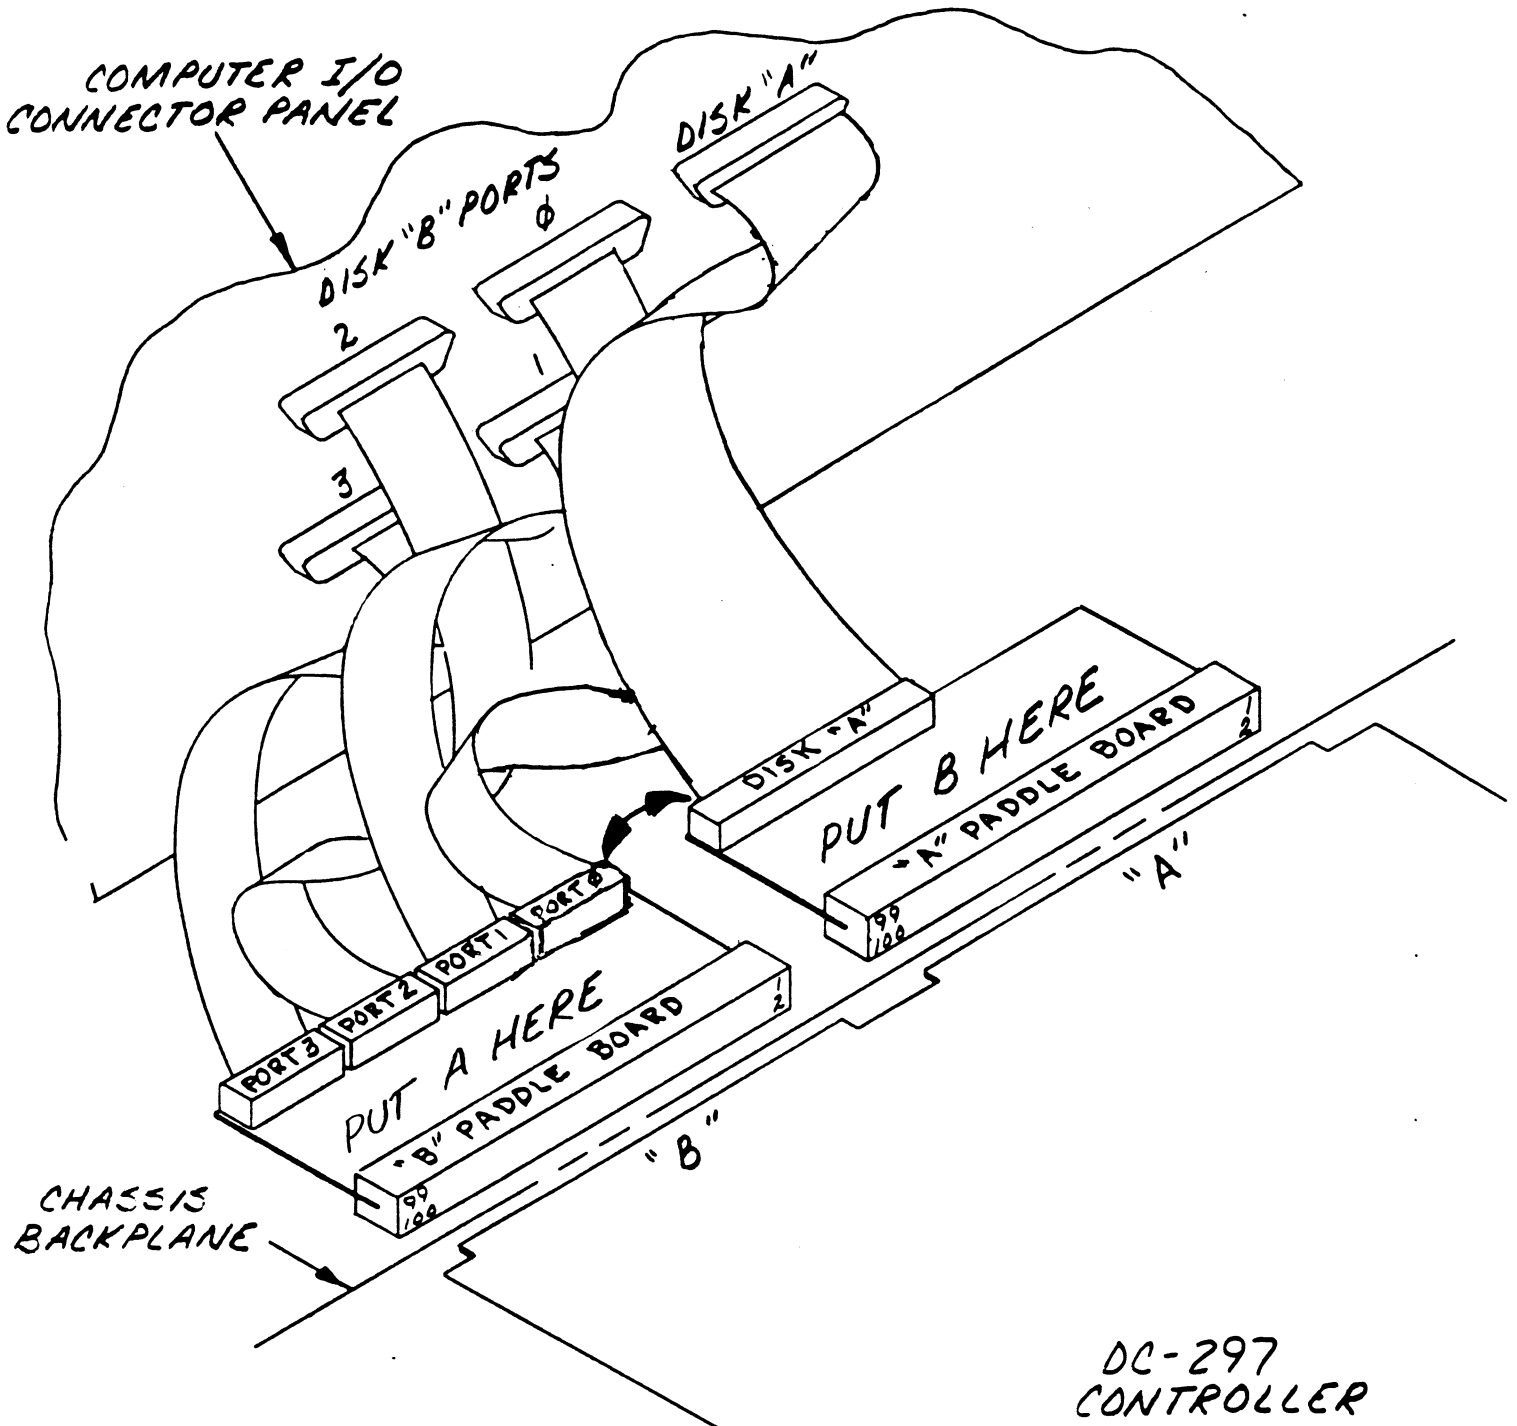 COMPUTER I/O
CONNECTOR PANEL
DISK "A"
DISK "B" PORTS
φ
2
1
3
DISK "A"
PUT B HERE
"A" PADDLE BOARD
1
2
99
100
"A"
PORT φ
PORT 1
PORT 2
PORT 3
PUT A HERE
"B" PADDLE BOARD
1
2
99
100
"B"
CHASSIS
BACKPLANE
DC-297
CONTROLLER